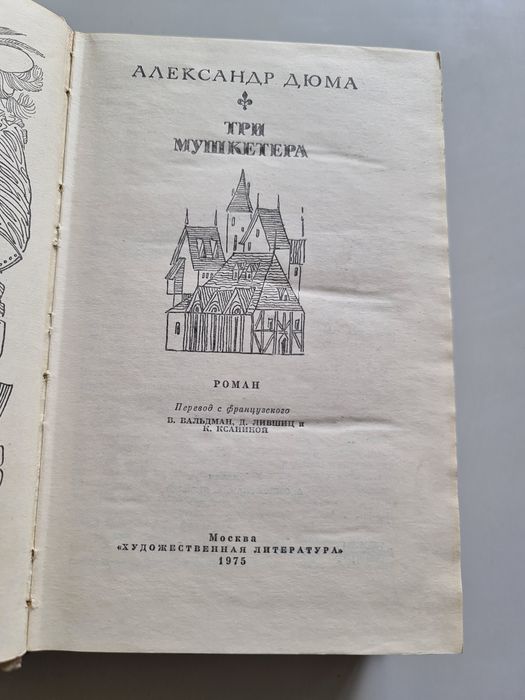 АЛЕКСАНДР ДЮМА
ТРИ
МУШКЕТЕРА
РОМАН
Перевод с французского
В. ВАЛЬДМАН, Д. ЛИВШИЦ и
К. КСАНИНОЙ
Москва
«ХУДОЖЕСТВЕННАЯ ЛИТЕРАТУРА»
1975